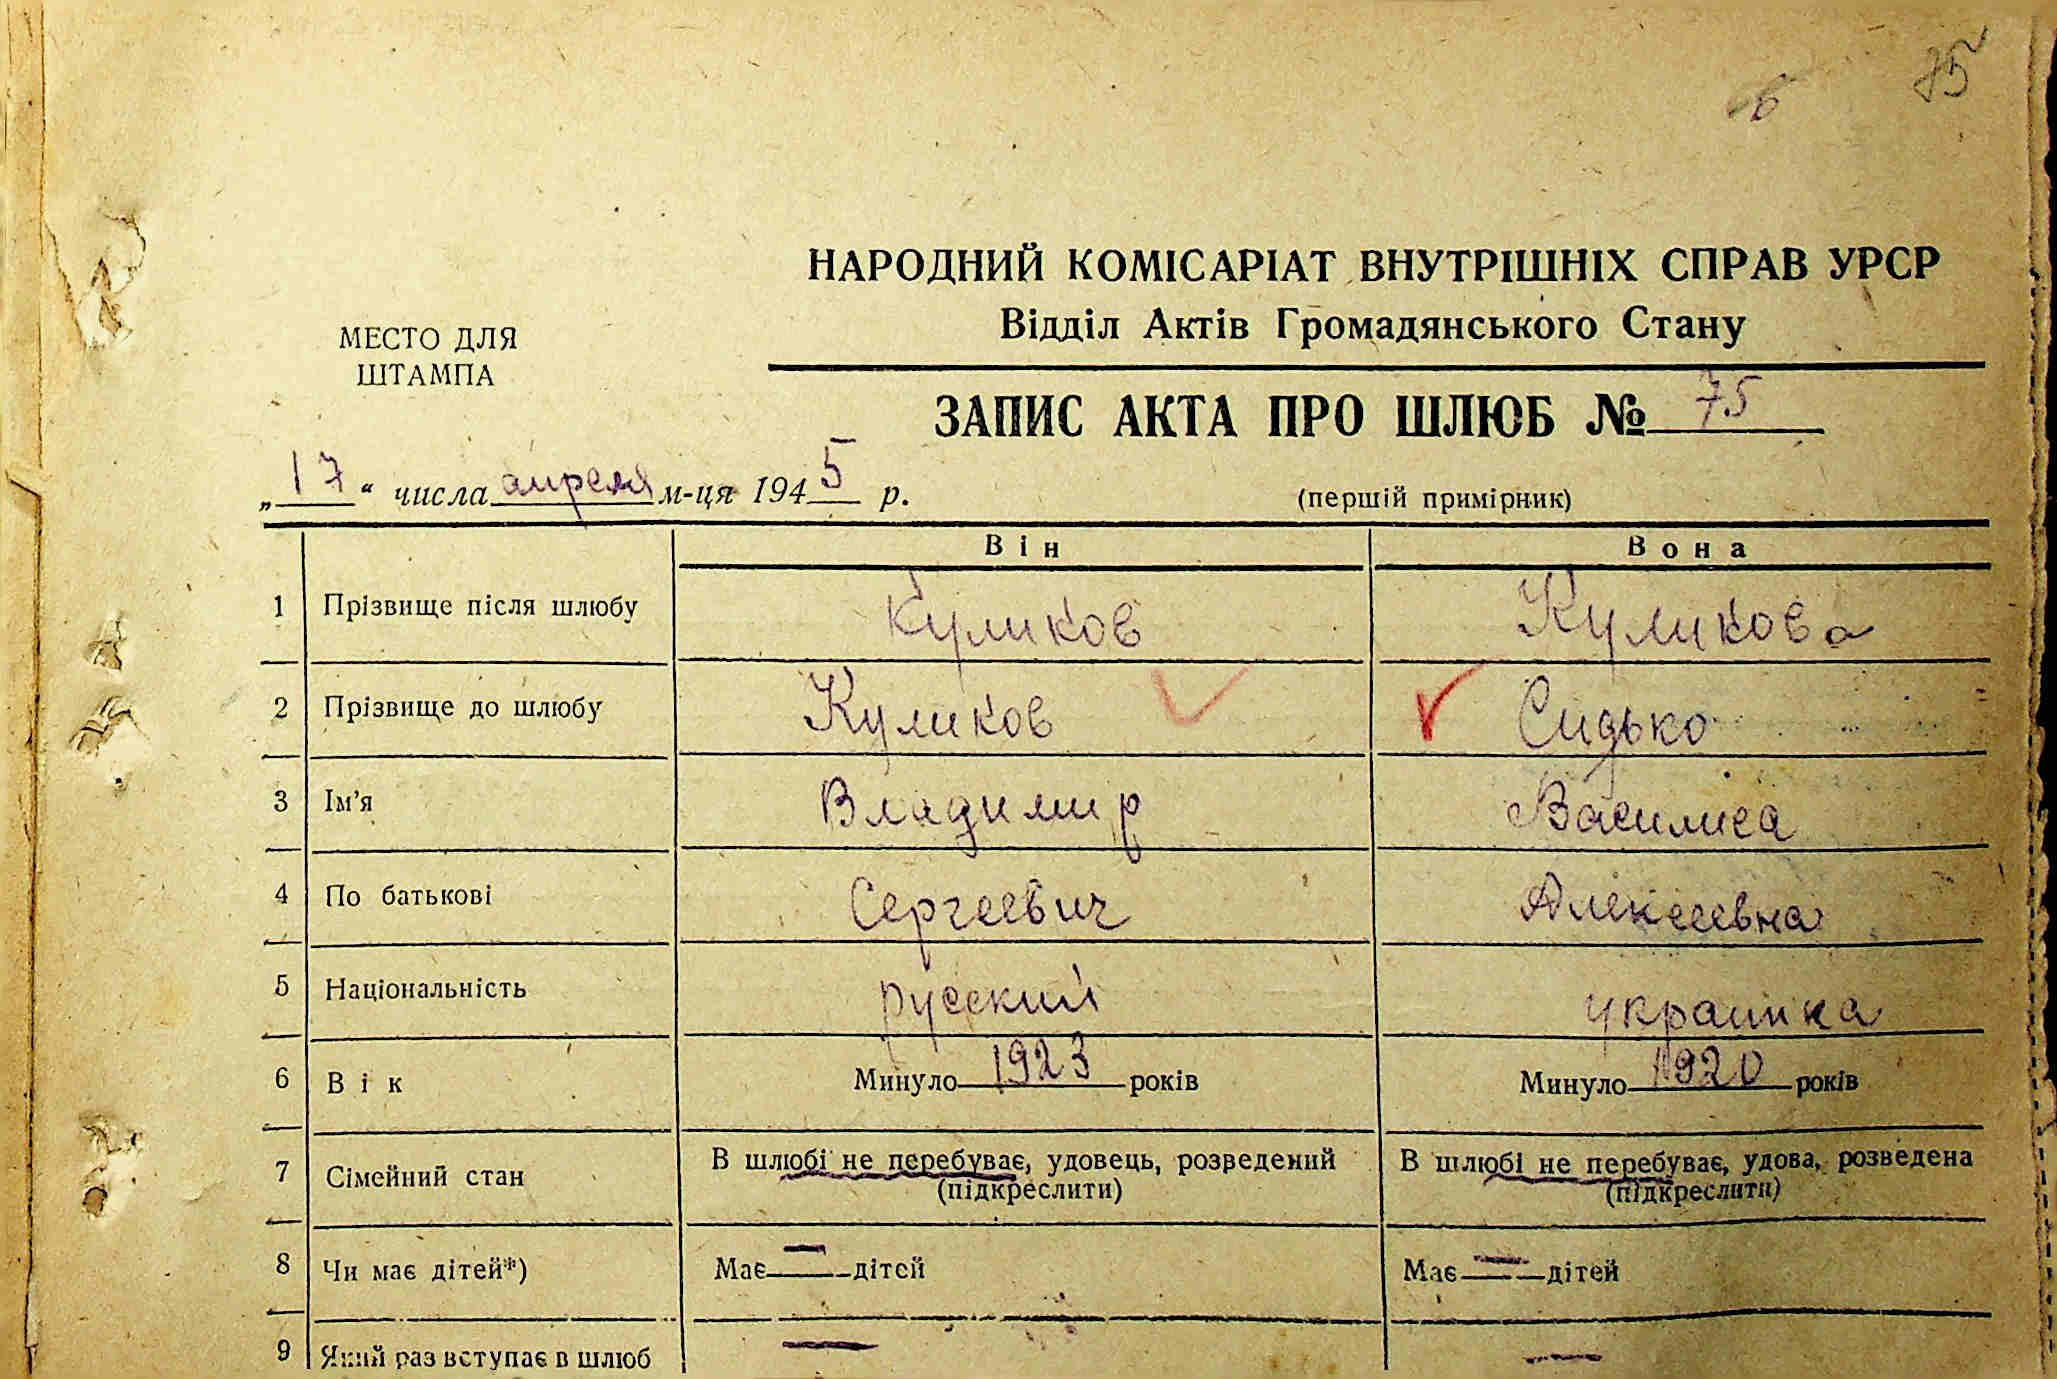 75
6
НАРОДНИЙ КОМІСАРІАТ ВНУТРІШНІХ СПРАВ УРСР
Відділ Актів Громадянського Стану
МЕСТО ДЛЯ
ШТАМПА
ЗАПИС АКТА ПРО ШЛЮБ № 75
„17“ числа апреля м-ця 1945 р.
(першій примірник)
Він Вона
1 Прізвище після шлюбу Куликов Куликова
2 Прізвище до шлюбу Куликов Сидько
3 Ім'я Владимир Василиса
4 По батькові Сергеевич Алексеевна
5 Національність русский украинка
6 Вік Минуло 1923 років Минуло 1920 років
7 Сімейний стан В шлюбі не перебуває, удовець, розведений В шлюбі не перебуває, удова, розведена
(підкреслити) (підкреслити)
8 Чи має дітей*) Має — дітей Має — дітей
9 Який раз вступає в шлюб — —